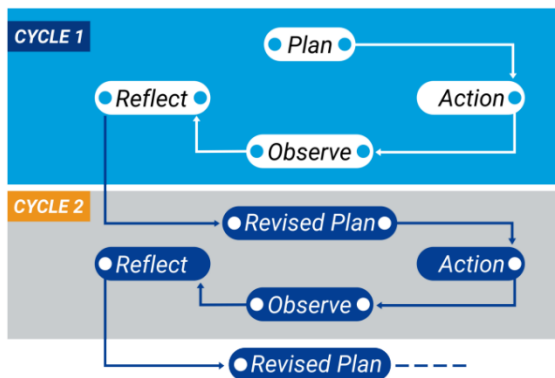 CYCLE 1
Plan
Reflect
Action
Observe
CYCLE 2
Revised Plan
Reflect
Action
Observe
Revised Plan